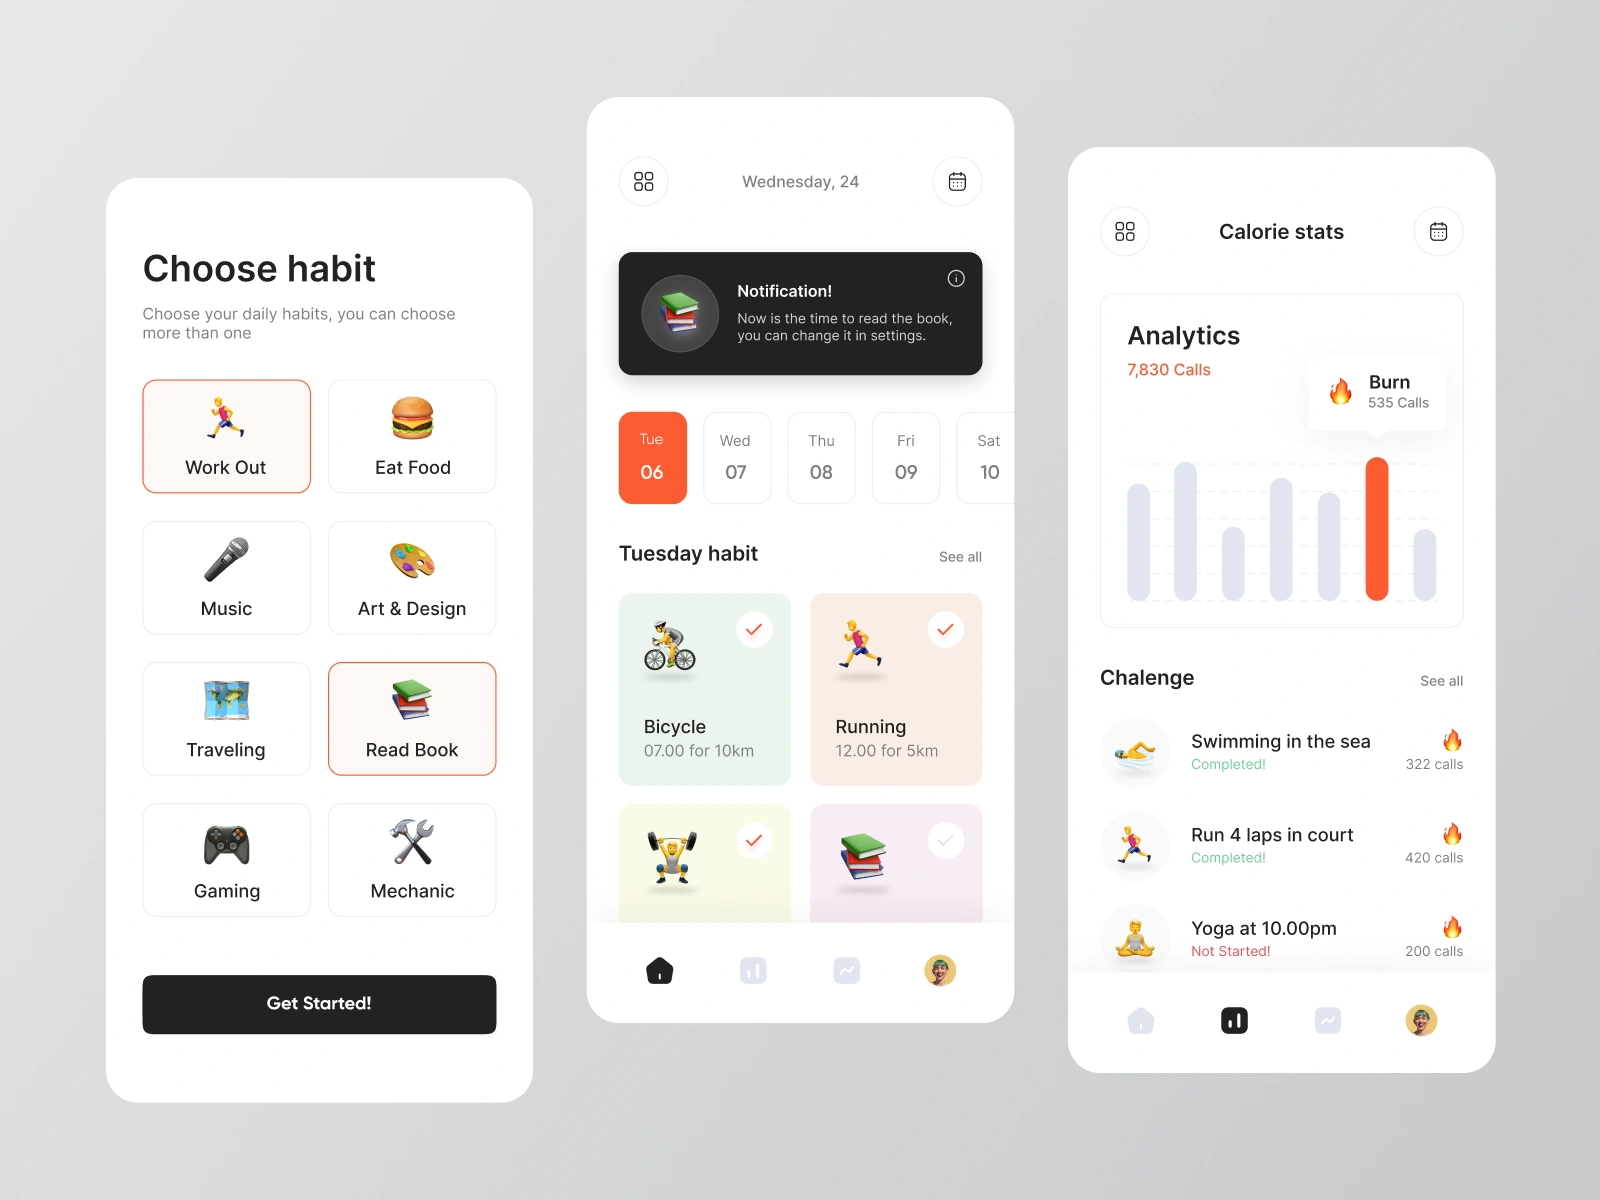 Choose habit
Choose your daily habits, you can choose
more than one
Work Out
Eat Food
Music
Art & Design
Traveling
Read Book
Gaming
Mechanic
Get Started!
Wednesday, 24
Notification!
Now is the time to read the book,
you can change it in settings.
Tue
06
Wed
07
Thu
08
Fri
09
Sat
10
Tuesday habit
See all
Bicycle
07.00 for 10km
Running
12.00 for 5km
Calorie stats
Analytics
7,830 Calls
Burn
535 Calls
Chalenge
See all
Swimming in the sea
Completed!
322 calls
Run 4 laps in court
Completed!
420 calls
Yoga at 10.00pm
Not Started!
200 calls